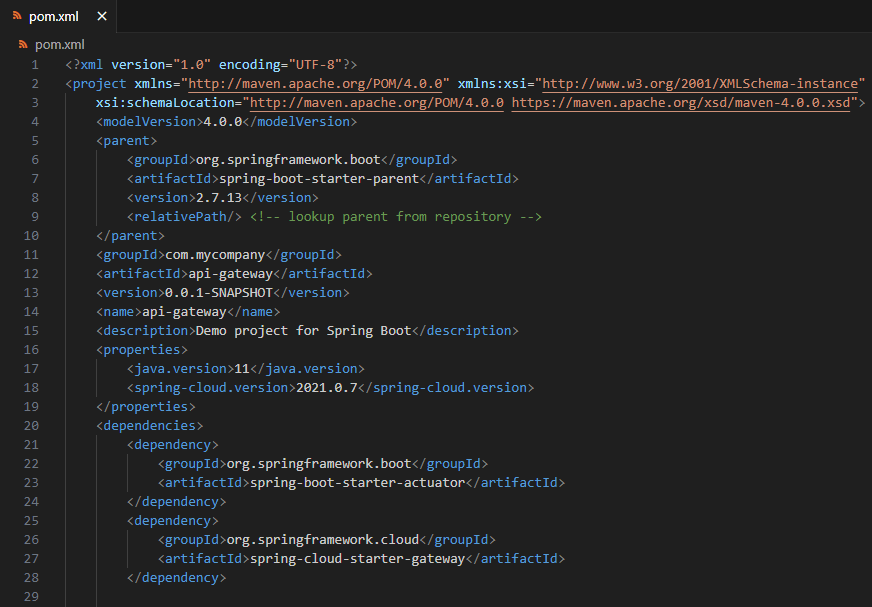 pom.xml ×
pom.xml
1 <?xml version="1.0" encoding="UTF-8"?>
2 <project xmlns="http://maven.apache.org/POM/4.0.0" xmlns:xsi="http://www.w3.org/2001/XMLSchema-instance"
3     xsi:schemaLocation="http://maven.apache.org/POM/4.0.0 https://maven.apache.org/xsd/maven-4.0.0.xsd">
4     <modelVersion>4.0.0</modelVersion>
5     <parent>
6         <groupId>org.springframework.boot</groupId>
7         <artifactId>spring-boot-starter-parent</artifactId>
8         <version>2.7.13</version>
9         <relativePath/> <!-- lookup parent from repository -->
10     </parent>
11     <groupId>com.mycompany</groupId>
12     <artifactId>api-gateway</artifactId>
13     <version>0.0.1-SNAPSHOT</version>
14     <name>api-gateway</name>
15     <description>Demo project for Spring Boot</description>
16     <properties>
17         <java.version>11</java.version>
18         <spring-cloud.version>2021.0.7</spring-cloud.version>
19     </properties>
20     <dependencies>
21         <dependency>
22             <groupId>org.springframework.boot</groupId>
23             <artifactId>spring-boot-starter-actuator</artifactId>
24         </dependency>
25         <dependency>
26             <groupId>org.springframework.cloud</groupId>
27             <artifactId>spring-cloud-starter-gateway</artifactId>
28         </dependency>
29